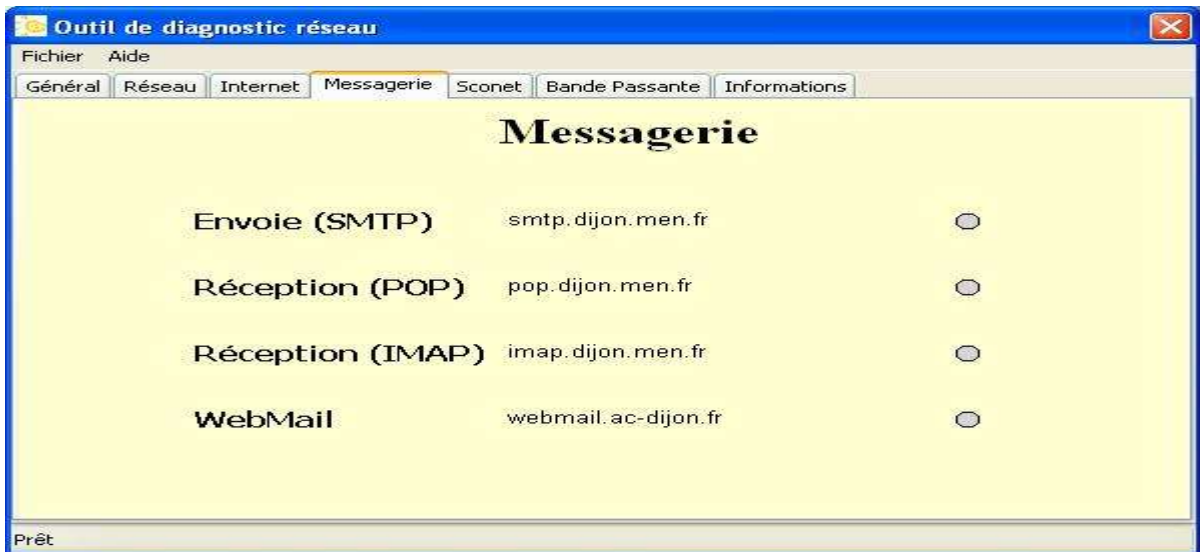 Outil de diagnostic réseau
Fichier Aide
Général Réseau Internet Messagerie Sconet Bande Passante Informations
Messagerie
Envoie (SMTP) smtp.dijon.men.fr
Réception (POP) pop.dijon.men.fr
Réception (IMAP) imap.dijon.men.fr
WebMail webmail.ac-dijon.fr
Prêt